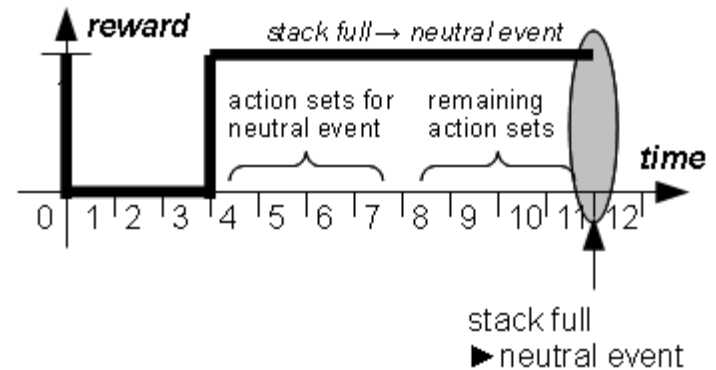 reward
stack full → neutral event
action sets for
neutral event
remaining
action sets
time
0 1 2 3 4 5 6 7 8 9 10 11 12
stack full
►neutral event